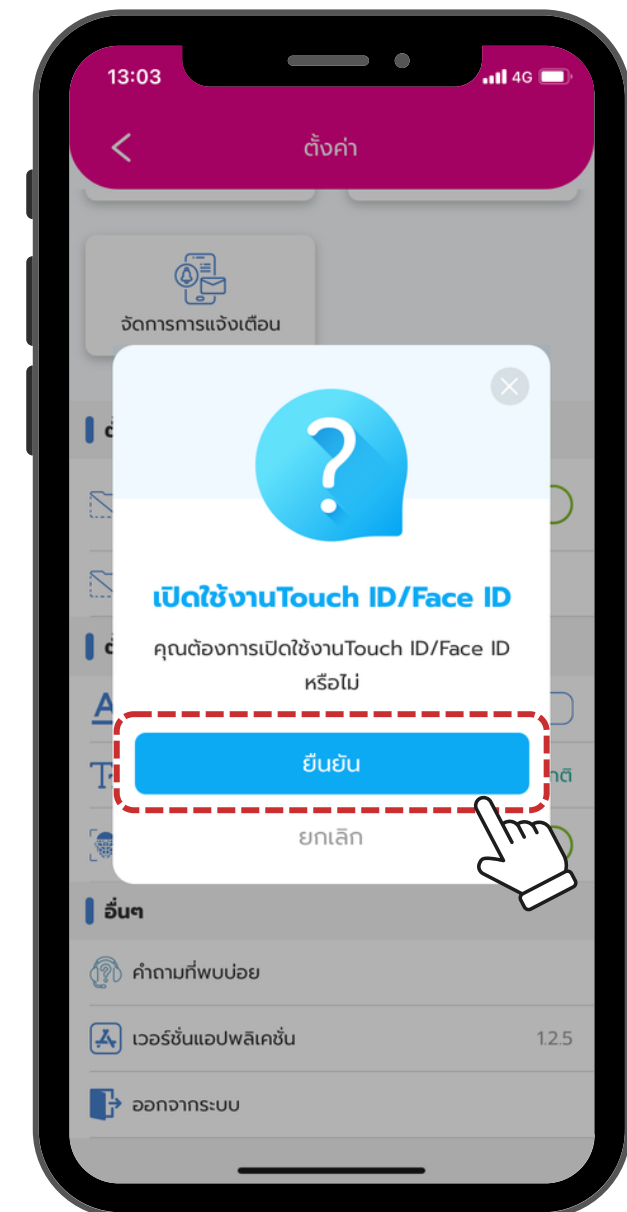 13:03
4G
ตั้งค่า
จัดการการแจ้งเตือน
เปิดใช้งานTouch ID/Face ID
คุณต้องการเปิดใช้งานTouch ID/Face ID
หรือไม่
ยืนยัน
ยกเลิก
อื่นๆ
คำถามที่พบบ่อย
เวอร์ชั่นแอปพลิเคชั่น 1.2.5
ออกจากระบบ